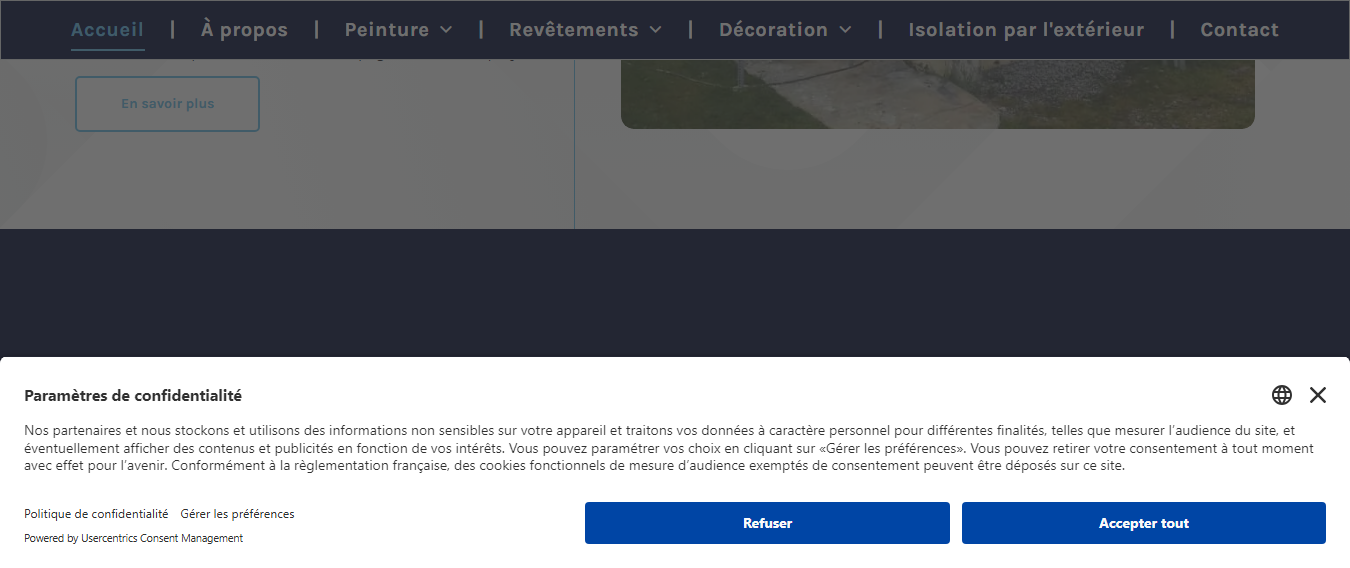 Accueil | À propos | Peinture | Revêtements | Décoration | Isolation par l'extérieur | Contact
En savoir plus
Paramètres de confidentialité
Nos partenaires et nous stockons et utilisons des informations non sensibles sur votre appareil et traitons vos données à caractère personnel pour différentes finalités, telles que mesurer l’audience du site, et
éventuellement afficher des contenus et publicités en fonction de vos intérêts. Vous pouvez paramétrer vos choix en cliquant sur «Gérer les préférences». Vous pouvez retirer votre consentement à tout moment
avec effet pour l’avenir. Conformément à la règlementation française, des cookies fonctionnels de mesure d’audience exemptés de consentement peuvent être déposés sur ce site.
Politique de confidentialité Gérer les préférences
Powered by Usercentrics Consent Management
Refuser
Accepter tout